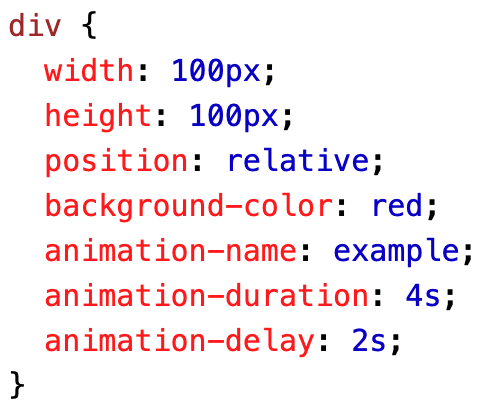 div {
  width: 100px;
  height: 100px;
  position: relative;
  background-color: red;
  animation-name: example;
  animation-duration: 4s;
  animation-delay: 2s;
}